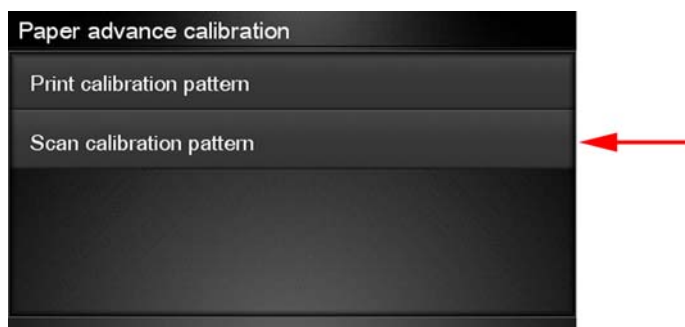 Paper advance calibration
Print calibration pattern
Scan calibration pattern